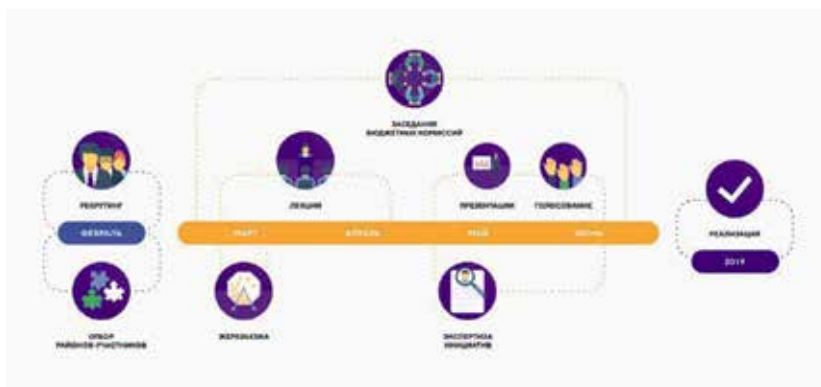 ЗАСЕДАНИЯ
БЮДЖЕТНЫХ КОМИССИЙ
РЕКРУТИНГ
ЛЕКЦИИ
ПРЕЗЕНТАЦИИ
ГОЛОСОВАНИЕ
ФЕВРАЛЬ
МАРТ
АПРЕЛЬ
МАЙ
ИЮНЬ
РЕАЛИЗАЦИЯ
2019
ОТБОР
РАЙОНОВ-УЧАСТНИКОВ
ЖЕРЕБЬЕВКА
ЭКСПЕРТИЗА
ИНИЦИАТИВ